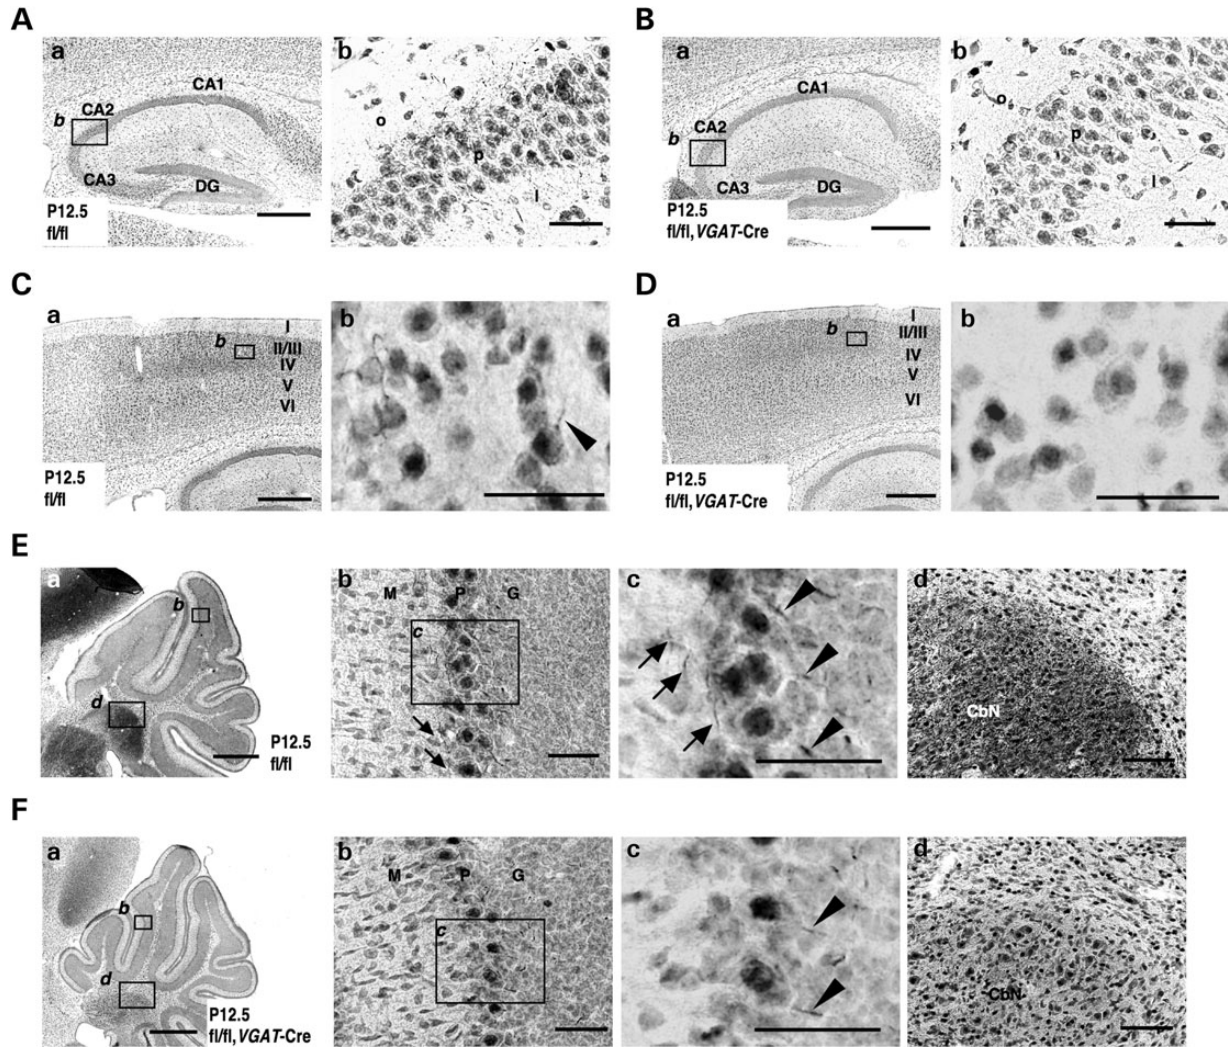 A
B
a
CA1
CA2
b
CA3
DG
P12.5
fl/fl
b
o
p
l
a
CA1
CA2
b
CA3
DG
P12.5
fl/fl, VGAT-Cre
b
o
p
l
C
D
a
I
b
II/III
IV
V
VI
P12.5
fl/fl
b
a
I
b
II/III
IV
V
VI
P12.5
fl/fl, VGAT-Cre
b
E
a
b
d
P12.5
fl/fl
b
M P G
c
c
d
CbN
F
a
b
d
P12.5
fl/fl, VGAT-Cre
b
M P G
c
c
d
CbN